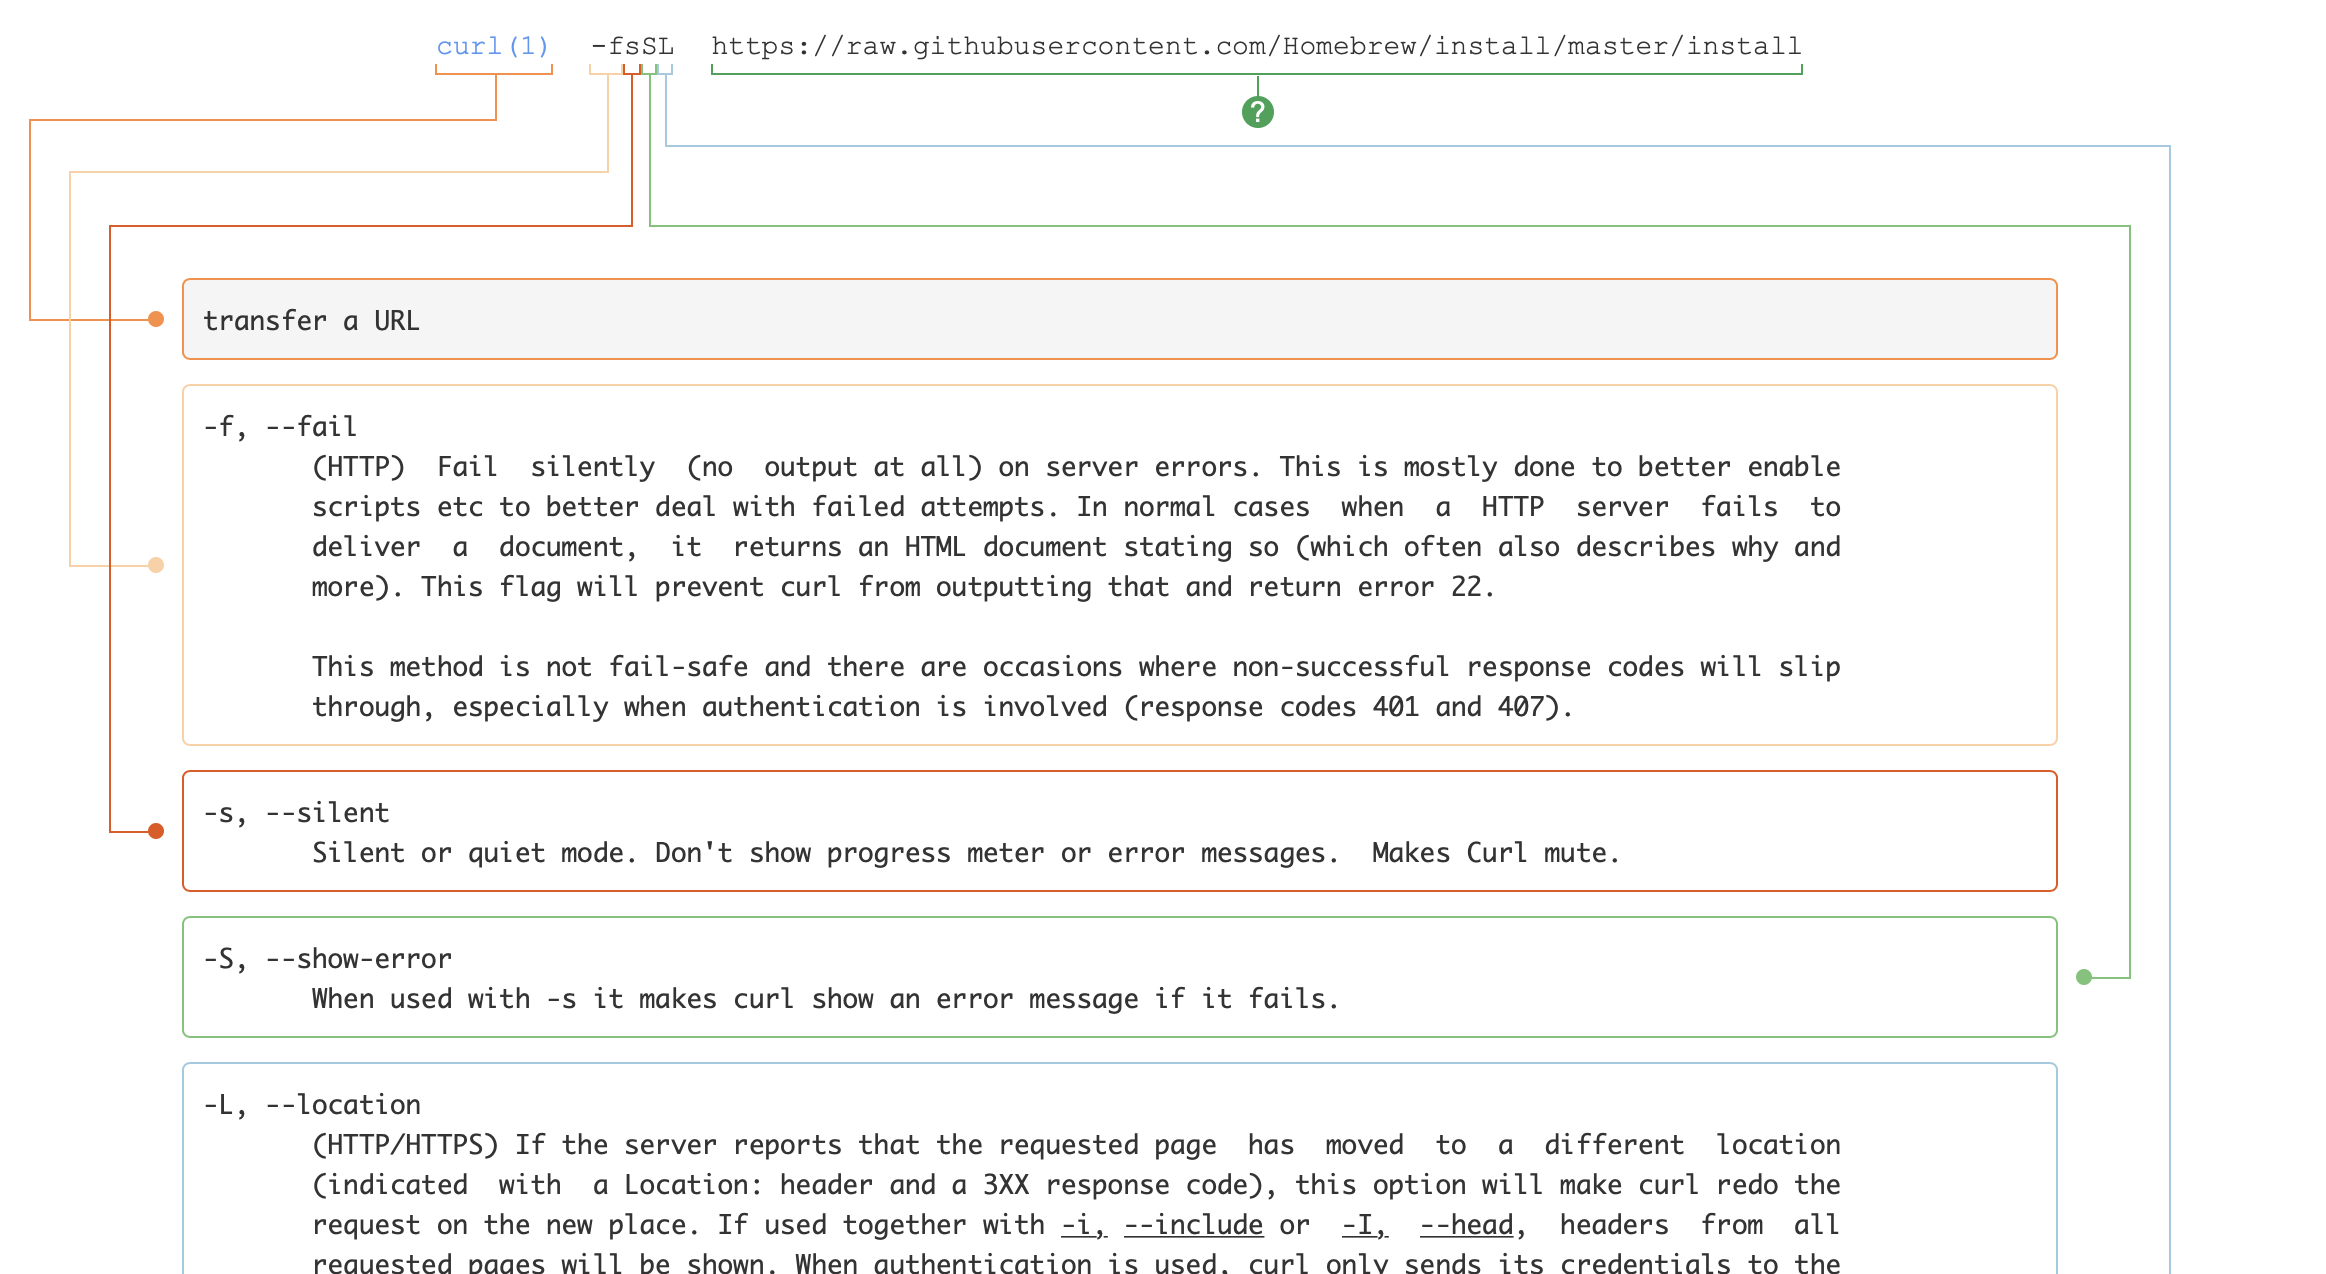 curl(1) -fsSL https://raw.githubusercontent.com/Homebrew/install/master/install
?
transfer a URL
-f, --fail
(HTTP)  Fail  silently  (no  output at all) on server errors. This is mostly done to better enable
scripts etc to better deal with failed attempts. In normal cases  when  a  HTTP  server  fails  to
deliver  a  document,  it  returns an HTML document stating so (which often also describes why and
more). This flag will prevent curl from outputting that and return error 22.
This method is not fail-safe and there are occasions where non-successful response codes will slip
through, especially when authentication is involved (response codes 401 and 407).
-s, --silent
Silent or quiet mode. Don't show progress meter or error messages.  Makes Curl mute.
-S, --show-error
When used with -s it makes curl show an error message if it fails.
-L, --location
(HTTP/HTTPS) If the server reports that the requested page  has  moved  to  a  different  location
(indicated  with  a Location: header and a 3XX response code), this option will make curl redo the
request on the new place. If used together with -i, --include or  -I,  --head,  headers  from  all
requested pages will be shown. When authentication is used, curl only sends its credentials to the